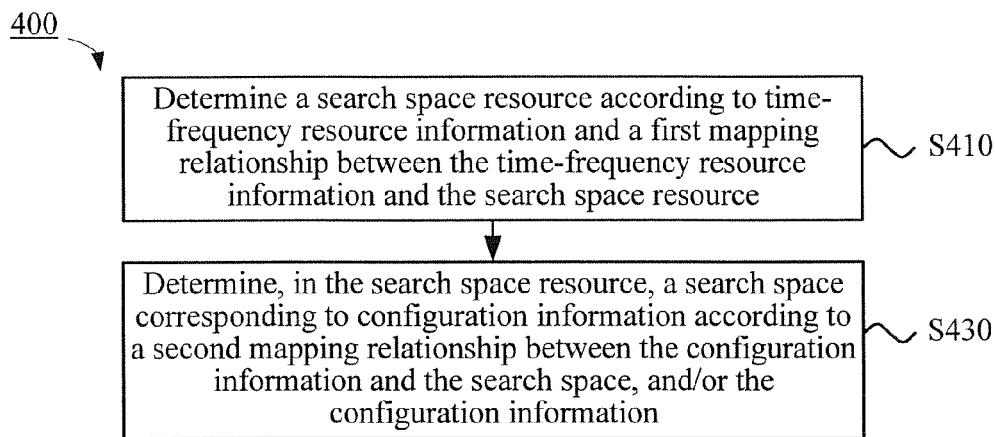 400
Determine a search space resource according to time-
frequency resource information and a first mapping
relationship between the time-frequency resource
information and the search space resource
S410
Determine, in the search space resource, a search space
corresponding to configuration information according to
a second mapping relationship between the configuration
information and the search space, and/or the
configuration information
S430